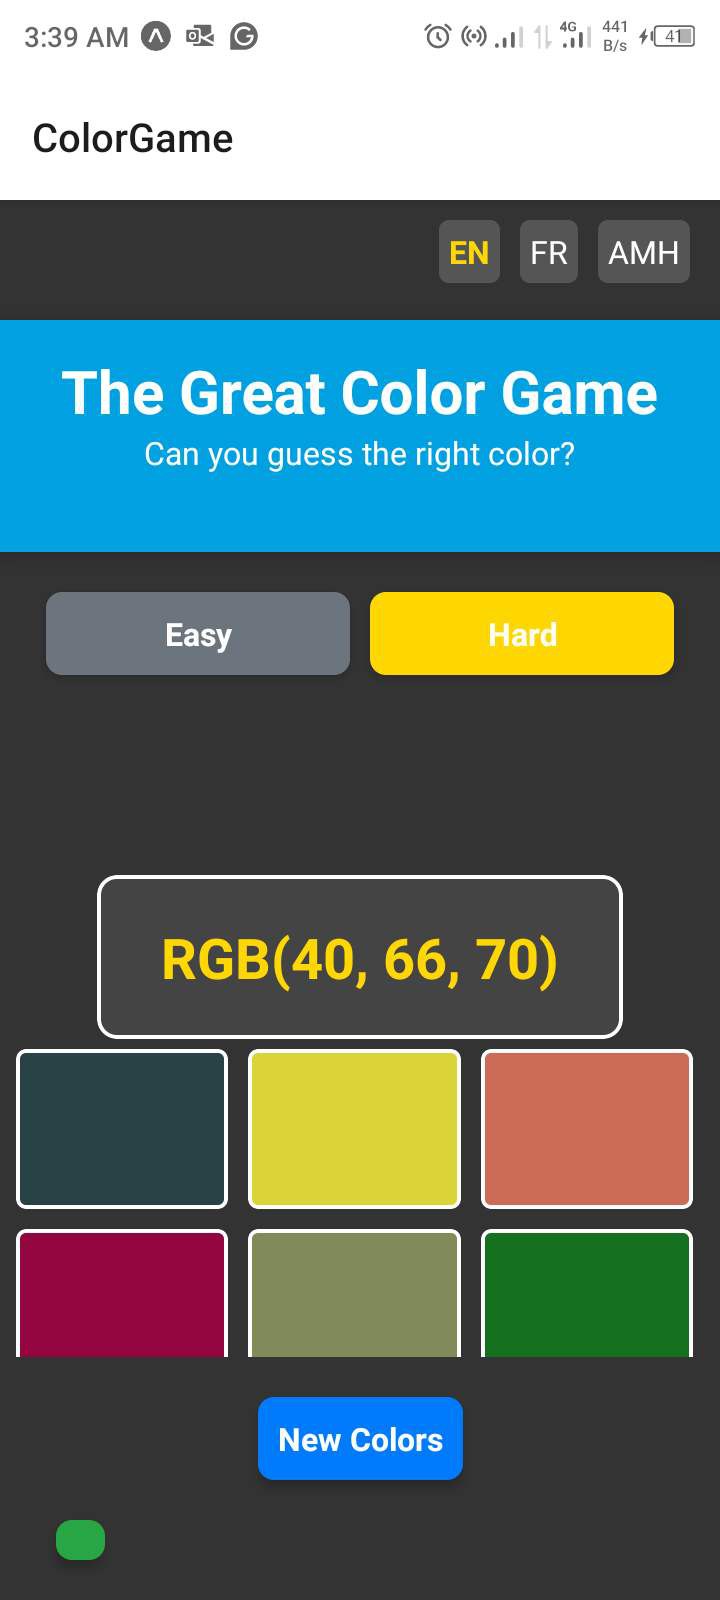 3:39 AM
4G
441
B/s
41
ColorGame
EN FR AMH
The Great Color Game
Can you guess the right color?
Easy Hard
RGB(40, 66, 70)
New Colors